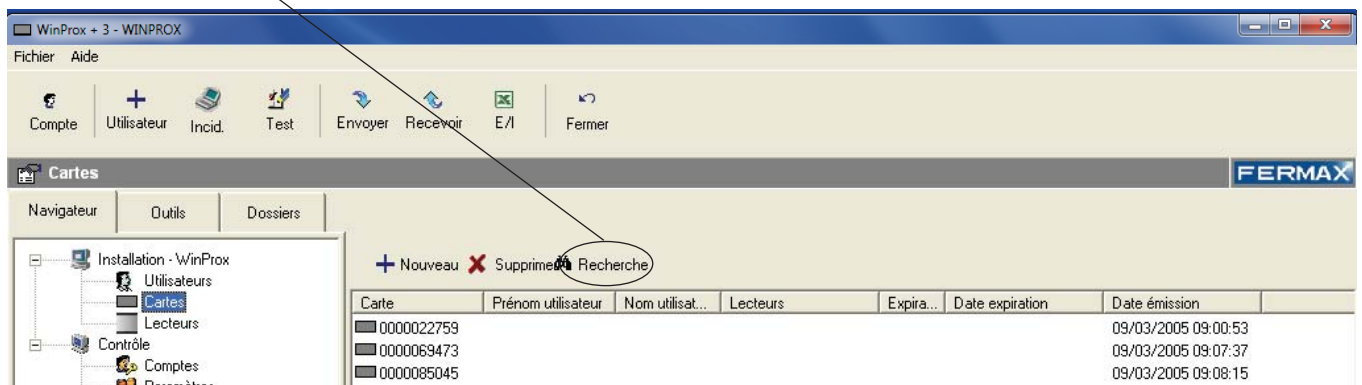 WinProx + 3 - WINPROX
Fichier Aide
Compte Utilisateur Incid. Test Envoyer Recevoir E/I Fermer
Cartes FERMAX
Navigateur Outils Dossiers
Installation - WinProx
Utilisateurs
Cartes
Lecteurs
Contrôle
Comptes
Paramètres
Nouveau Supprime Recherche
Carte Prénom utilisateur Nom utilisat... Lecteurs Expira... Date expiration Date émission
0000022759 09/03/2005 09:00:53
0000069473 09/03/2005 09:07:37
0000085045 09/03/2005 09:08:15